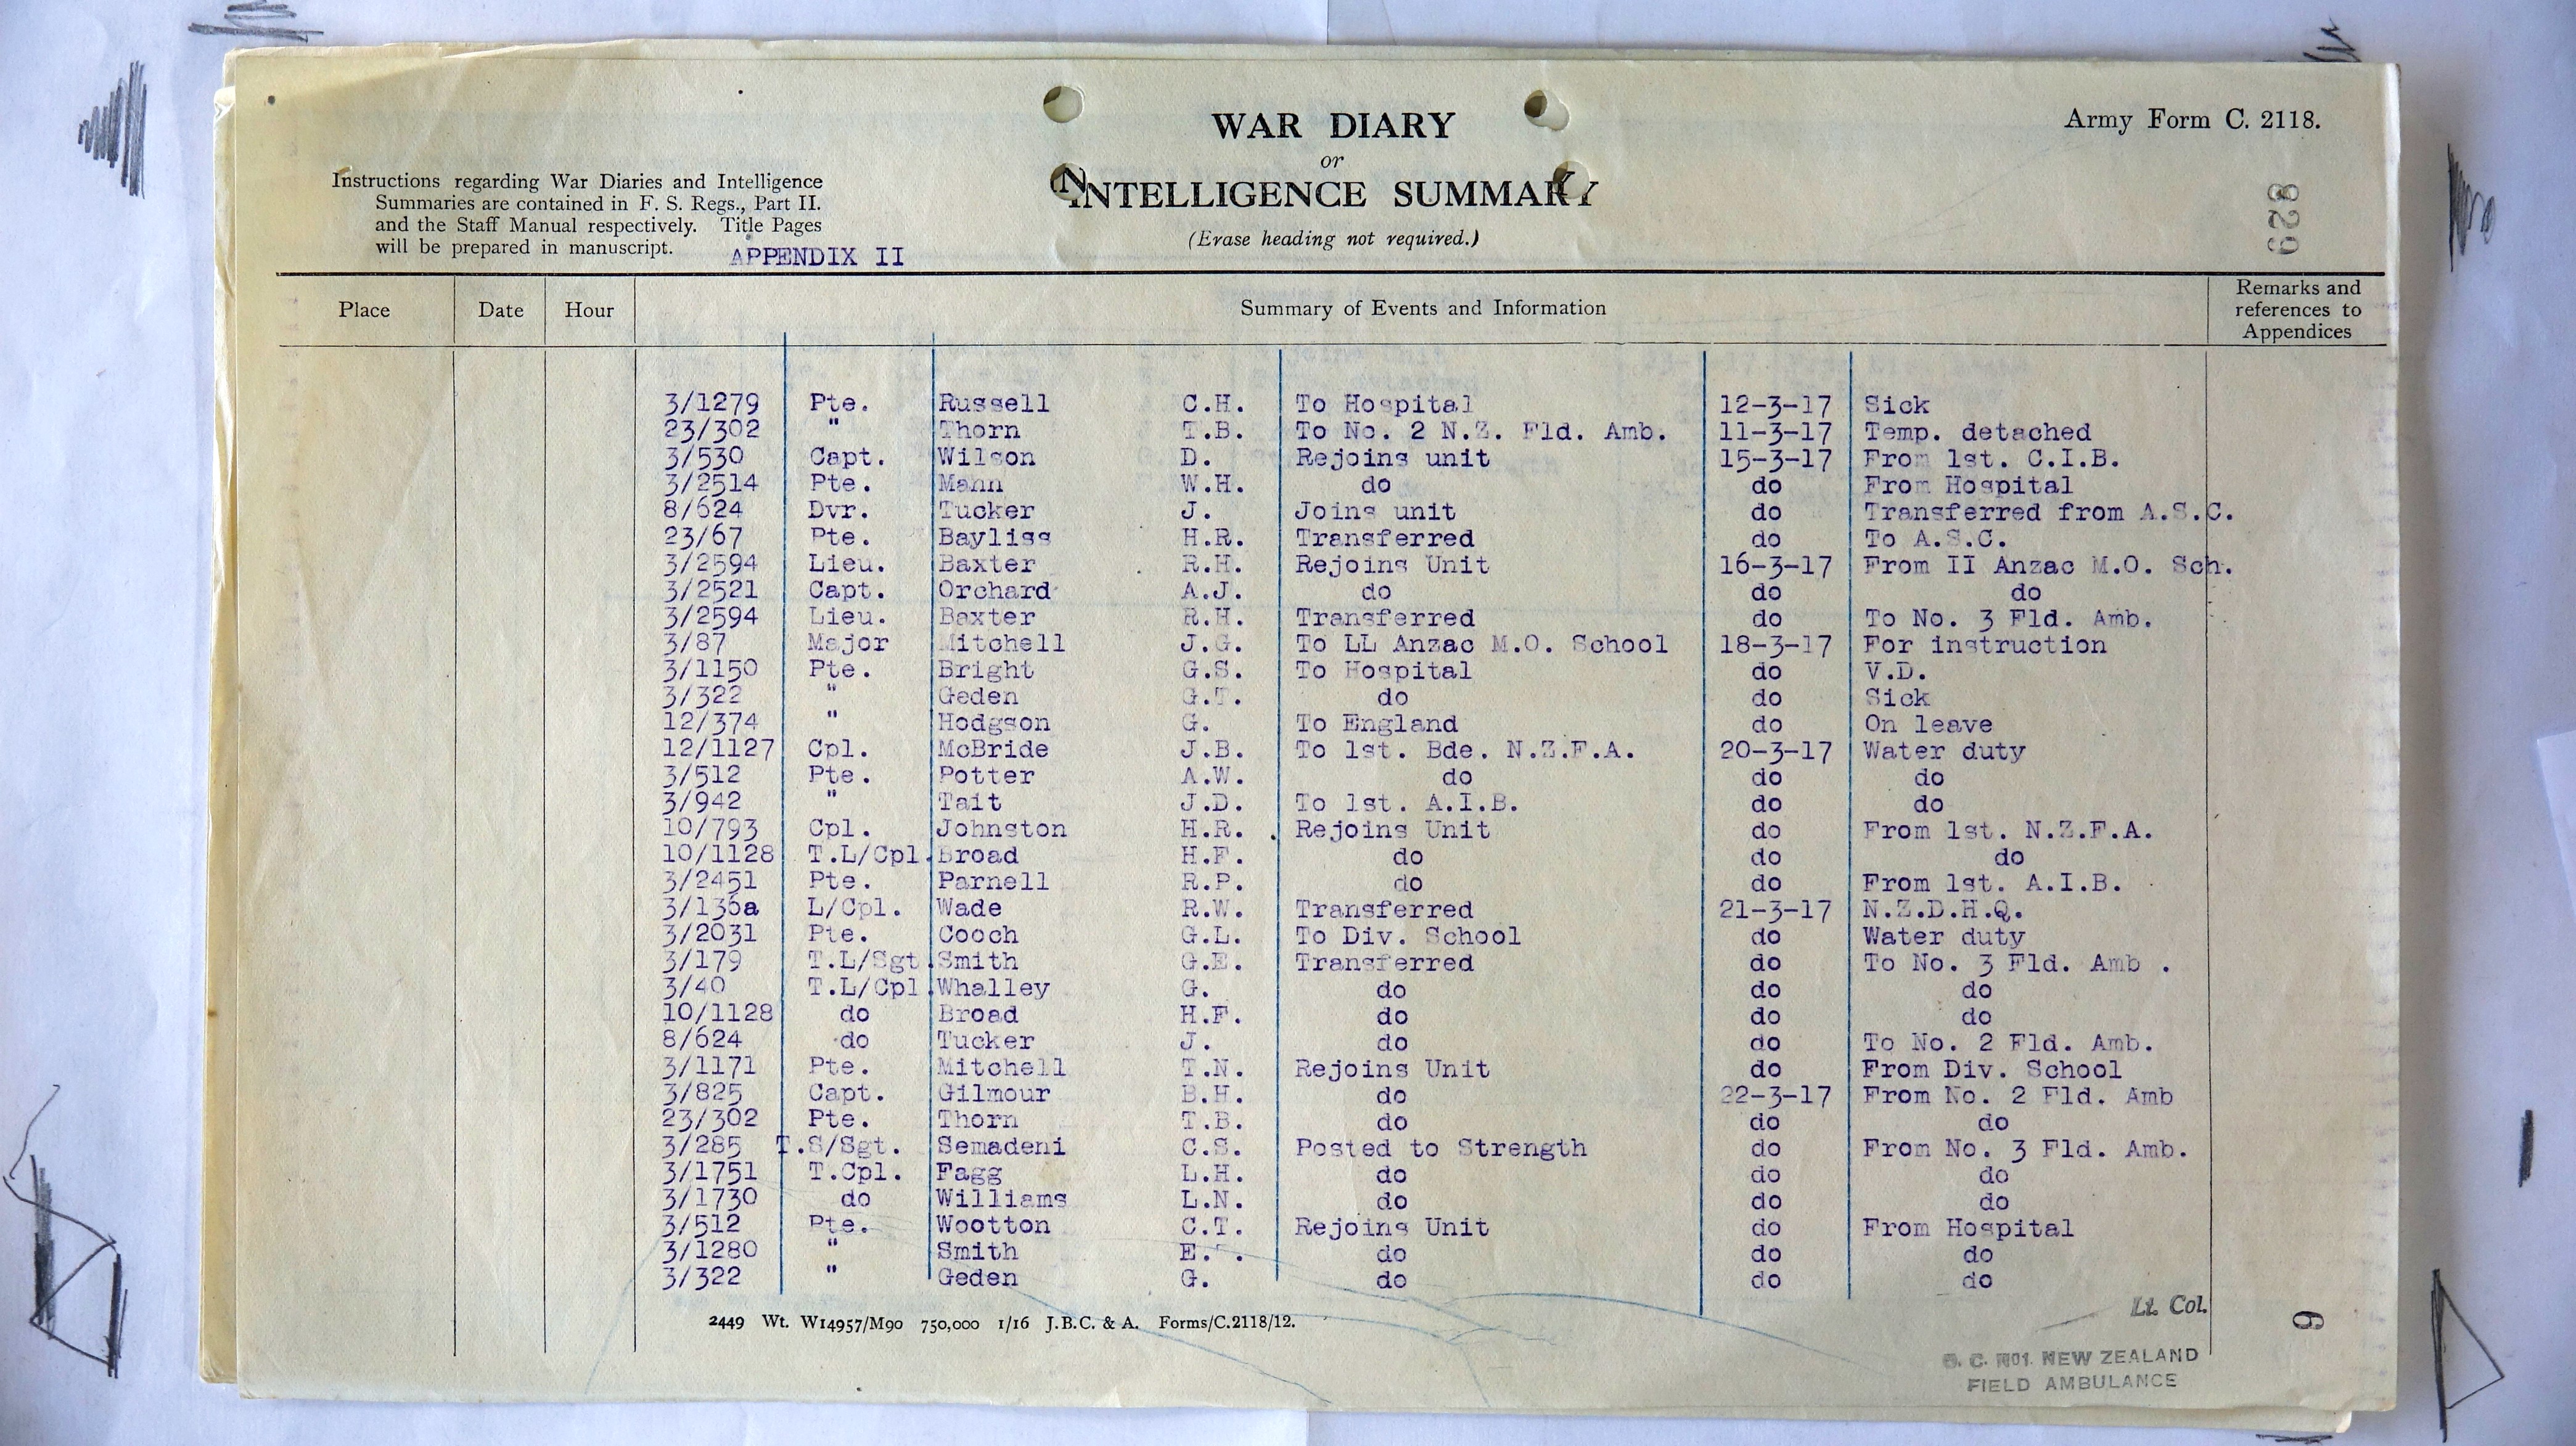 WAR DIARY
or
INTELLIGENCE SUMMARY
(Erase heading not required.)
Army Form C. 2118.
Instructions regarding War Diaries and Intelligence
Summaries are contained in F. S. Regs., Part II.
and the Staff Manual respectively. Title Pages
will be prepared in manuscript.
APPENDIX II
829
Place Date Hour Summary of Events and Information Remarks and references to Appendices
3/1279 Pte. Russell C.H. To Hospital 12-3-17 Sick
23/302 " Thorn T.B. To No. 2 N.Z. Fld. Amb. 11-3-17 Temp. detached
3/530 Capt. Wilson D. Rejoins unit 15-3-17 From 1st. C.I.B.
3/2514 Pte. Mann W.H. do do From Hospital
8/624 Dvr. Tucker J. Joins unit do Transferred from A.S.C.
23/67 Pte. Bayliss H.R. Transferred do To A.S.C.
3/2594 Lieu. Baxter R.H. Rejoins Unit 16-3-17 From II Anzac M.O. Sch.
3/2521 Capt. Orchard A.J. do do do
3/2594 Lieu. Baxter R.H. Transferred do To No. 3 Fld. Amb.
3/87 Major Mitchell J.G. To LL Anzac M.O. School 18-3-17 For instruction
3/1150 Pte. Bright G.S. To Hospital do V.D.
3/322 " Geden G.T. do do Sick
12/374 " Hodgson G. To England do On leave
12/1127 Cpl. McBride J.B. To 1st. Bde. N.Z.F.A. 20-3-17 Water duty
3/512 Pte. Potter A.W. do do do
3/942 " Tait J.D. To 1st. A.I.B. do do
10/793 Cpl. Johnston H.R. Rejoins Unit do From 1st. N.Z.F.A.
10/1128 T.L/Cpl. Broad H.F. do do do
3/2451 Pte. Parnell R.P. do do From 1st. A.I.B.
3/136a L/Cpl. Wade R.W. Transferred 21-3-17 N.Z.D.H.Q.
3/2031 Pte. Cooch G.L. To Div. School do Water duty
3/179 T.L/Sgt. Smith G.E. Transferred do To No. 3 Fld. Amb .
3/40 T.L/Cpl. Whalley G. do do do
10/1128 do Broad H.F. do do do
8/624 do Tucker J. do do To No. 2 Fld. Amb.
3/1171 Pte. Mitchell T.N. Rejoins Unit do From Div. School
3/825 Capt. Gilmour B.H. do 22-3-17 From No. 2 Fld. Amb
23/302 Pte. Thorn T.B. do do do
3/285 T.S/Sgt. Semadeni C.S. Posted to Strength do From No. 3 Fld. Amb.
3/1751 T.Cpl. Fagg L.H. do do do
3/1730 do Williams L.N. do do do
3/512 Pte. Wootton C.T. Rejoins Unit do From Hospital
3/1280 " Smith E. do do do
3/322 " Geden G. do do do
Lt. Col.
2449 Wt. W14957/M90 750,000 1/16 J.B.C. & A. Forms/C.2118/12.
6
O. C. No1. NEW ZEALAND
FIELD AMBULANCE